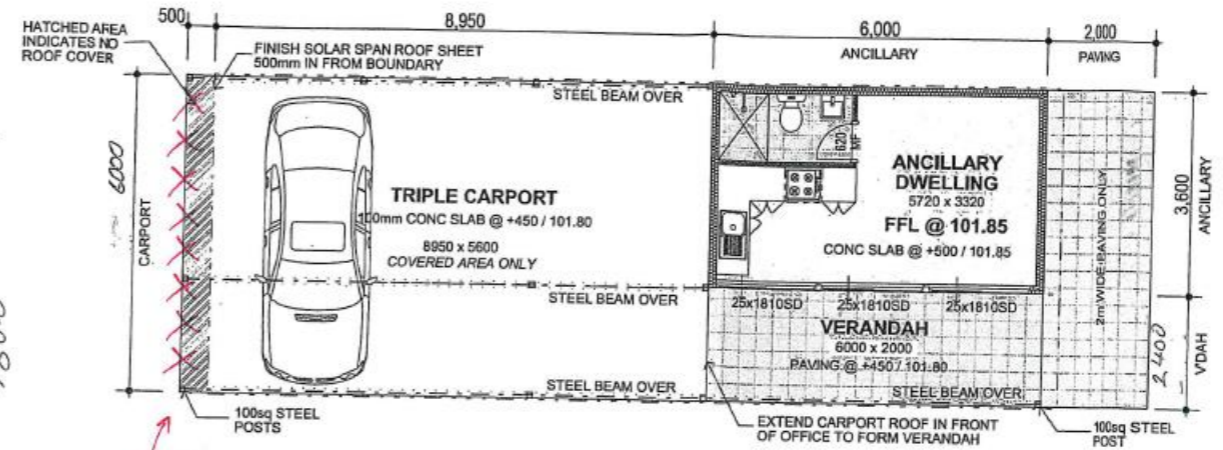 500
8,950
6,000
2,000
HATCHED AREA
INDICATES NO
ROOF COVER
FINISH SOLAR SPAN ROOF SHEET
500mm IN FROM BOUNDARY
ANCILLARY
PAVING
STEEL BEAM OVER
6000
CARPORT
620
MF
TRIPLE CARPORT
100mm CONC SLAB @ +450 / 101.80
8950 x 5600
COVERED AREA ONLY
ANCILLARY
DWELLING
5720 x 3320
FFL @ 101.85
CONC SLAB @ +500 / 101.85
2m WIDE PAVING ONLY
3,600
ANCILLARY
STEEL BEAM OVER
25x1810SD
25x1810SD
25x1810SD
VERANDAH
6000 x 2000
PAVING @ +450 / 101.80
2400
V'DAH
STEEL BEAM OVER
STEEL BEAM OVER
100sq STEEL
POSTS
EXTEND CARPORT ROOF IN FRONT
OF OFFICE TO FORM VERANDAH
100sq STEEL
POST